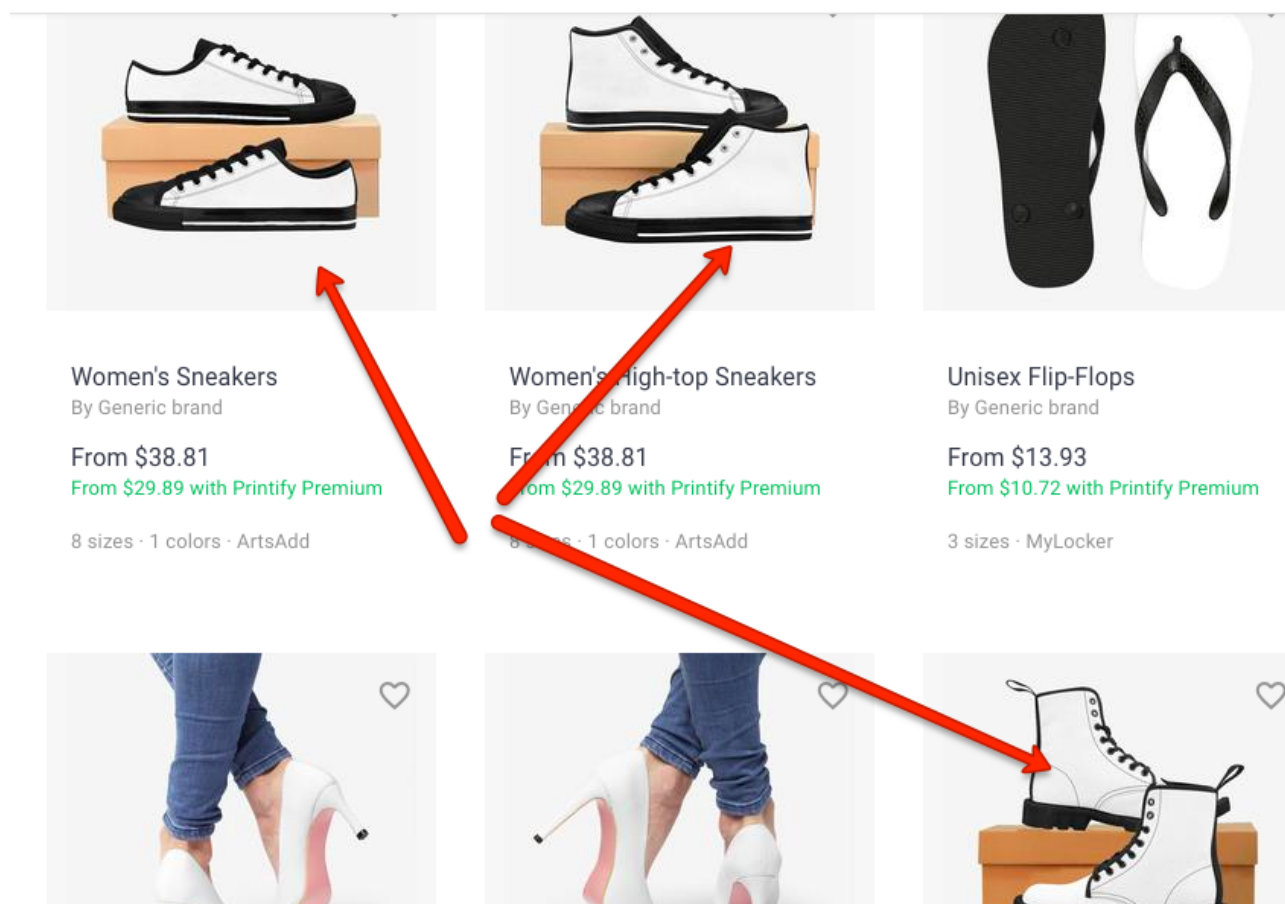 Women's Sneakers
By Generic brand
From $38.81
From $29.89 with Printify Premium
8 sizes · 1 colors · ArtsAdd
Women's High-top Sneakers
By Generic brand
From $38.81
From $29.89 with Printify Premium
8 sizes · 1 colors · ArtsAdd
Unisex Flip-Flops
By Generic brand
From $13.93
From $10.72 with Printify Premium
3 sizes · MyLocker